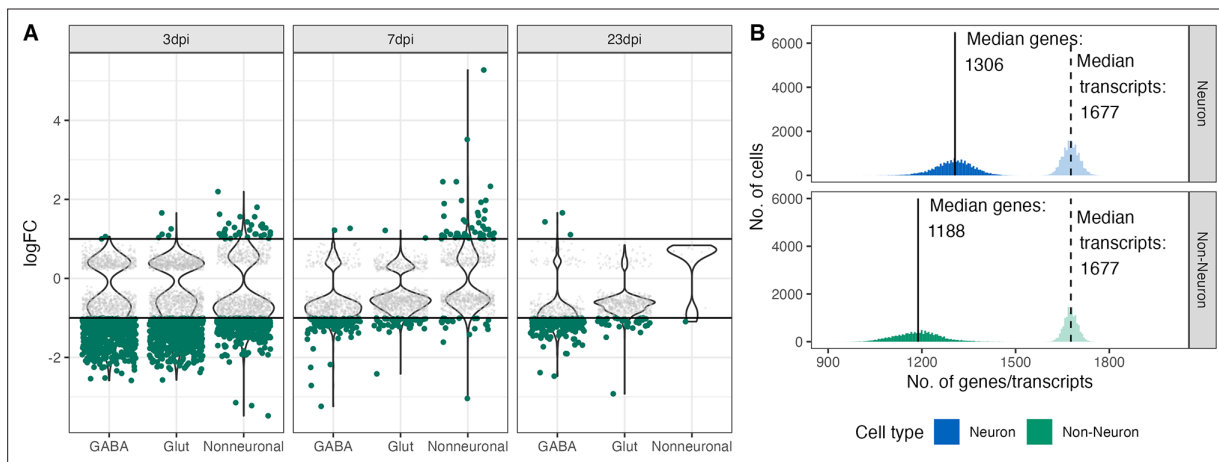 A
3dpi
7dpi
23dpi
logFC
4
2
0
-2
GABA
Glut
Nonneuronal
GABA
Glut
Nonneuronal
GABA
Glut
Nonneuronal
B
No. of cells
6000
4000
2000
0
Median genes:
1306
Median
transcripts:
1677
Neuron
6000
4000
2000
0
Median genes:
1188
Median
transcripts:
1677
Non-Neuron
900
1200
1500
1800
No. of genes/transcripts
Cell type
Neuron
Non-Neuron